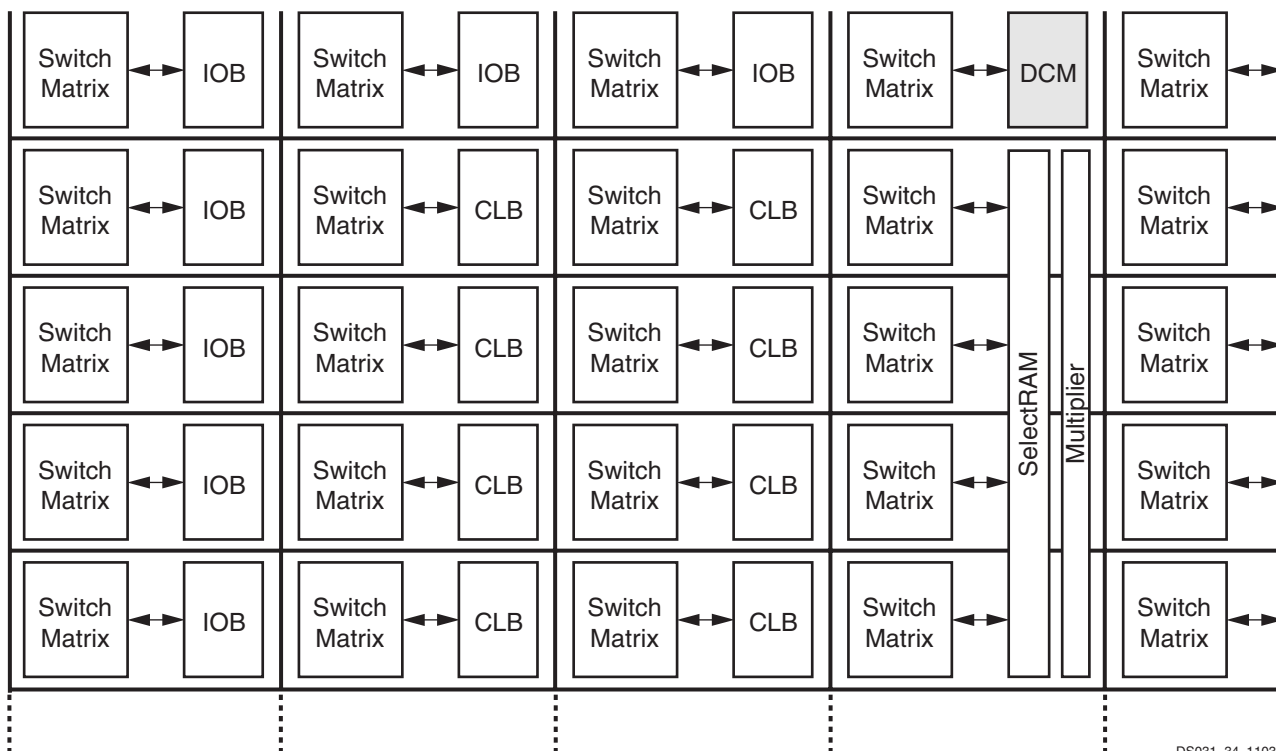 Switch
Matrix
IOB
Switch
Matrix
IOB
Switch
Matrix
IOB
Switch
Matrix
DCM
Switch
Matrix
Switch
Matrix
IOB
Switch
Matrix
CLB
Switch
Matrix
CLB
Switch
Matrix
Switch
Matrix
Switch
Matrix
IOB
Switch
Matrix
CLB
Switch
Matrix
CLB
Switch
Matrix
SelectRAM
Multiplier
Switch
Matrix
Switch
Matrix
IOB
Switch
Matrix
CLB
Switch
Matrix
CLB
Switch
Matrix
Switch
Matrix
Switch
Matrix
IOB
Switch
Matrix
CLB
Switch
Matrix
CLB
Switch
Matrix
Switch
Matrix